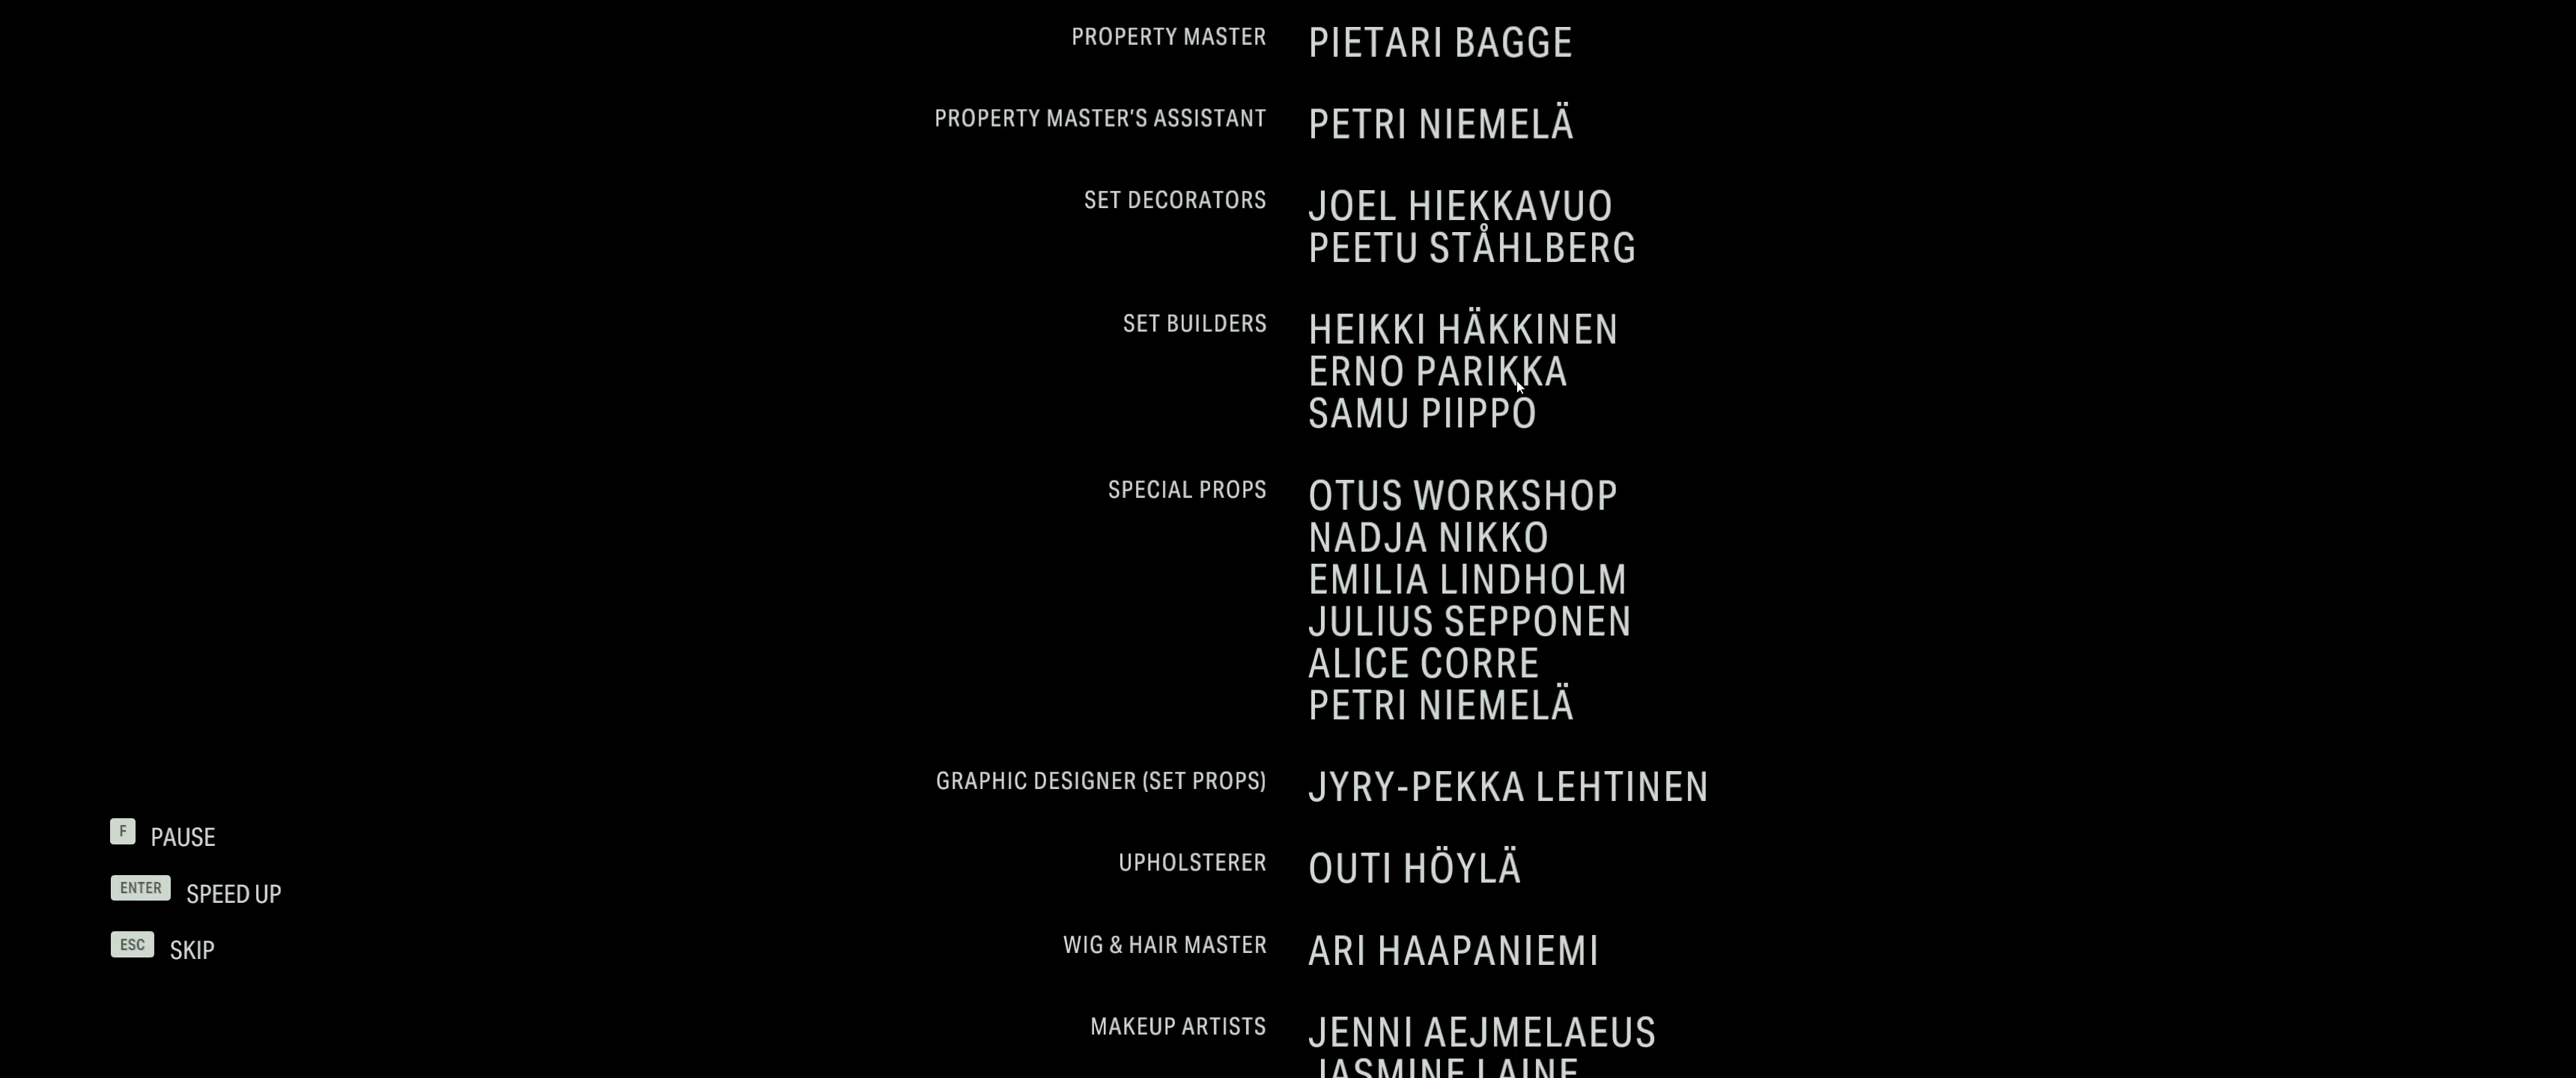 PROPERTY MASTER PIETARI BAGGE
PROPERTY MASTER’S ASSISTANT PETRI NIEMELÄ
SET DECORATORS JOEL HIEKKAVUO
PEETU STÅHLBERG
SET BUILDERS HEIKKI HÄKKINEN
ERNO PARIKKA
SAMU PIIPPO
SPECIAL PROPS OTUS WORKSHOP
NADJA NIKKO
EMILIA LINDHOLM
JULIUS SEPPONEN
ALICE CORRE
PETRI NIEMELÄ
GRAPHIC DESIGNER (SET PROPS) JYRY-PEKKA LEHTINEN
UPHOLSTERER OUTI HÖYLÄ
WIG & HAIR MASTER ARI HAAPANIEMI
MAKEUP ARTISTS JENNI AEJMELAEUS
JASMINE LAINE
F PAUSE
ENTER SPEED UP
ESC SKIP